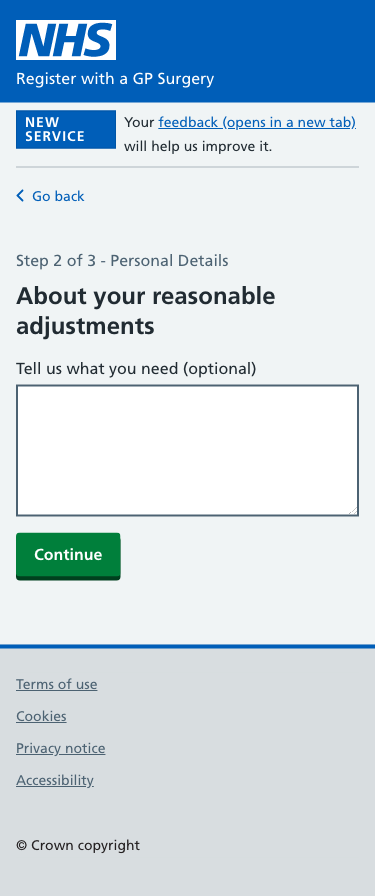 NHS
Register with a GP Surgery
NEW
SERVICE
Your feedback (opens in a new tab)
will help us improve it.
Go back
Step 2 of 3 - Personal Details
About your reasonable
adjustments
Tell us what you need (optional)
Continue
Terms of use
Cookies
Privacy notice
Accessibility
© Crown copyright